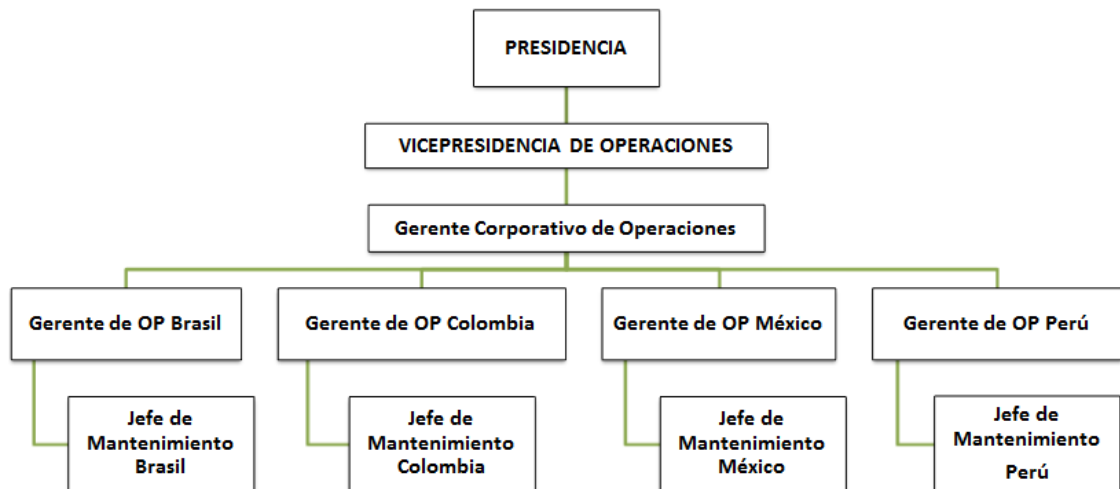 PRESIDENCIA
VICEPRESIDENCIA DE OPERACIONES
Gerente Corporativo de Operaciones
Gerente de OP Brasil
Gerente de OP Colombia
Gerente de OP México
Gerente de OP Perú
Jefe de
Mantenimiento
Brasil
Jefe de
Mantenimiento
Colombia
Jefe de
Mantenimiento
México
Jefe de
Mantenimiento
Perú